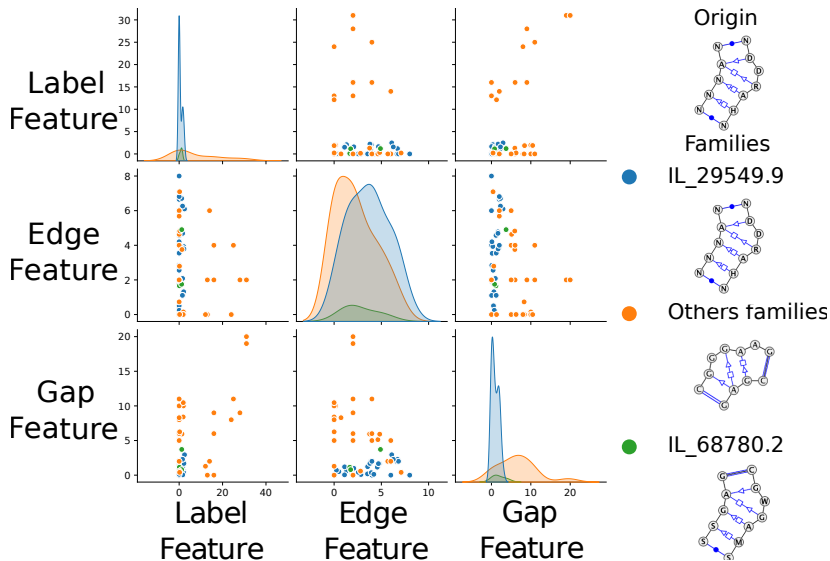 Label
Feature
30
25
20
15
10
5
0
Edge
Feature
8
6
4
2
0
Gap
Feature
20
15
10
5
0
0
20
40
0
5
10
0
10
20
Label
Feature
Edge
Feature
Gap
Feature
Origin
N N
A D
N D
N R
N A
N H
N
Families
IL_29549.9
N N
A D
N D
N R
N A
N H
N
Others families
G A A G
G
G
C G A G C
IL_68780.2
G C
A G
G W
S G
S A
S M